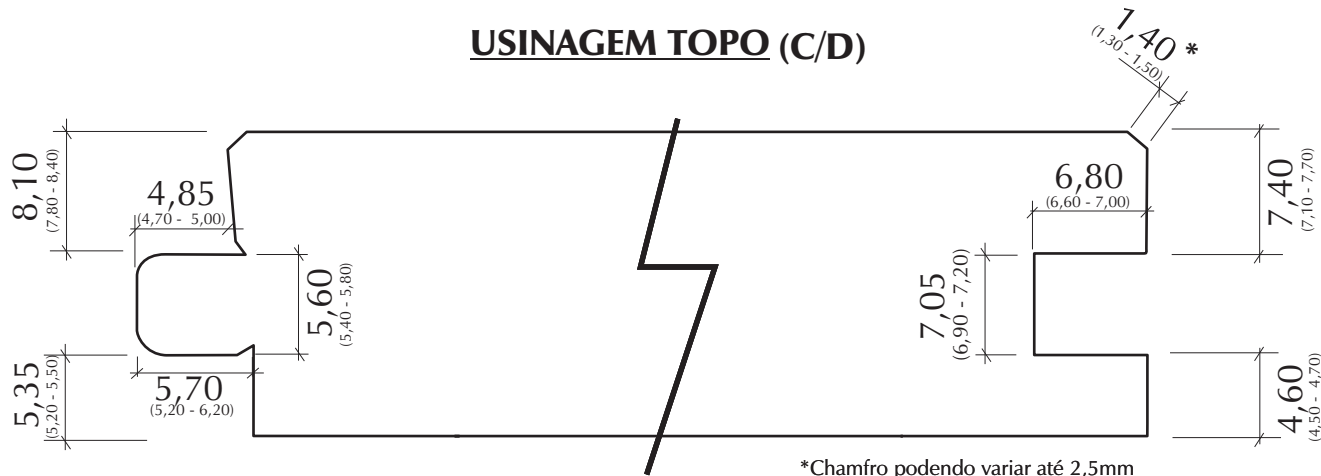 USINAGEM TOPO (C/D)
1,40 *
(1,30 - 1,50)
8,10
(7,80 - 8,40)
4,85
(4,70 - 5,00)
6,80
(6,60 - 7,00)
7,40
(7,10 - 7,70)
5,60
(5,40 - 5,80)
7,05
(6,90 - 7,20)
5,35
(5,20 - 5,50)
5,70
(5,20 - 6,20)
4,60
(4,50 - 4,70)
*Chamfro podendo variar até 2,5mm